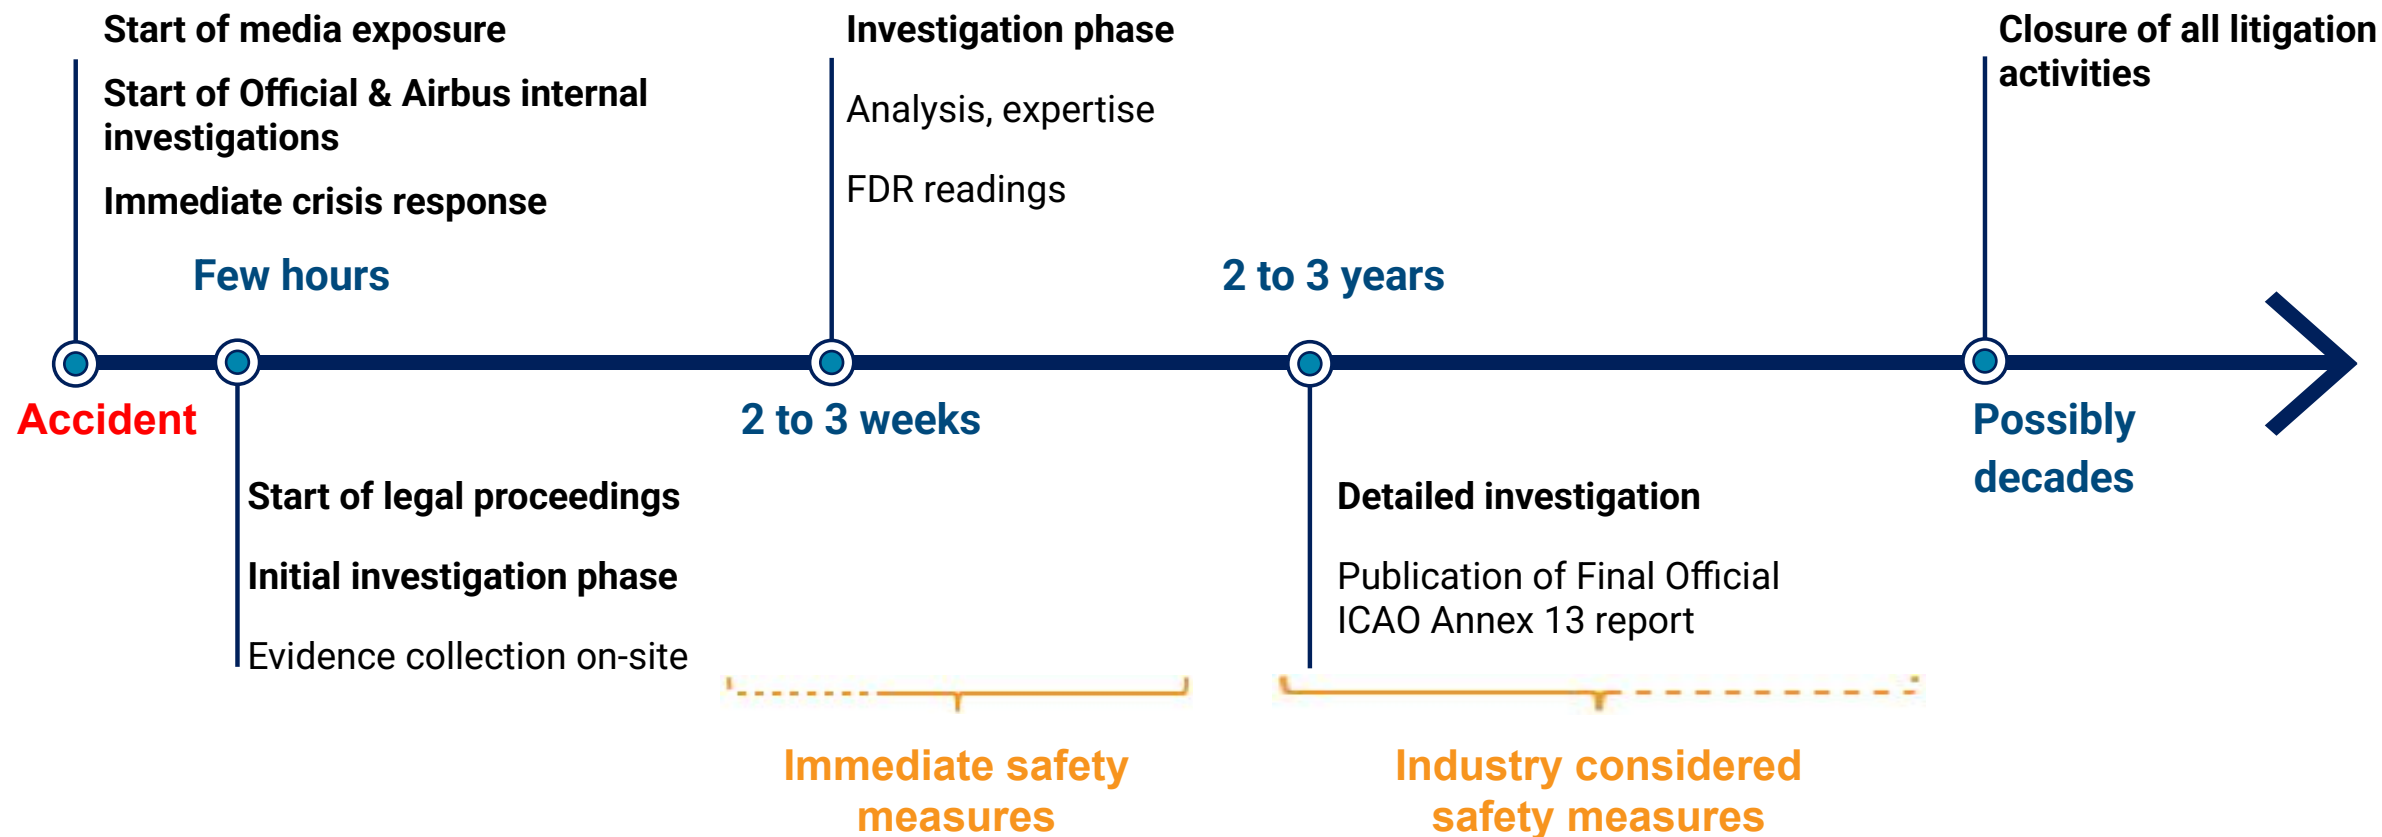 Start of media exposure
Start of Official & Airbus internal
investigations
Immediate crisis response
Few hours
Accident
Start of legal proceedings
Initial investigation phase
Evidence collection on-site
Investigation phase
Analysis, expertise
FDR readings
2 to 3 weeks
Immediate safety
measures
2 to 3 years
Detailed investigation
Publication of Final Official
ICAO Annex 13 report
Industry considered
safety measures
Closure of all litigation
activities
Possibly
decades